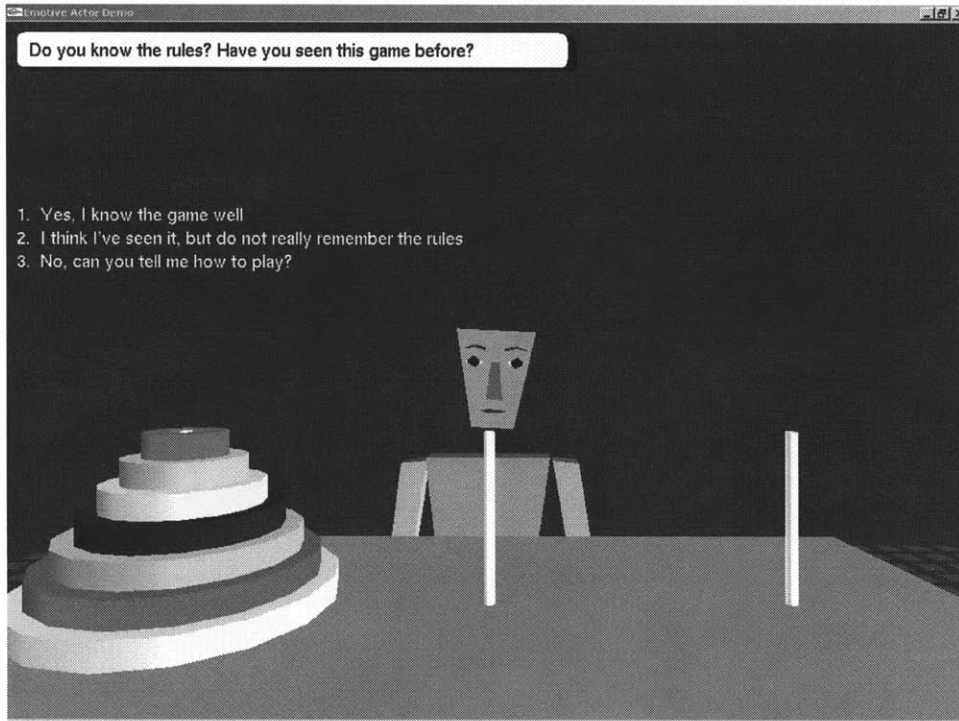 Emotive Actor Demo
Do you know the rules? Have you seen this game before?
1. Yes, I know the game well
2. I think I've seen it, but do not really remember the rules
3. No, can you tell me how to play?